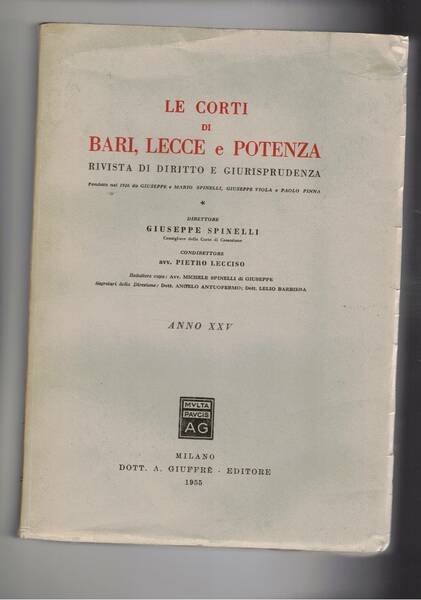 LE CORTI
DI
BARI, LECCE e POTENZA
RIVISTA DI DIRITTO E GIURISPRUDENZA
Fondata nel 1926 da GIUSEPPE e MARIO SPINELLI, GIUSEPPE VIOLA e PAOLO PINNA
*
DIRETTORE
GIUSEPPE SPINELLI
Consigliere della Corte di Cassazione
CONDIRETTORE
avv. PIETRO LECCISO
Redattore capo: Avv. MICHELE SPINELLI di GIUSEPPE
Segretari della Direzione: Dott. ANGELO ANTUOFERMO; Dott. LELIO BARBIERA
ANNO XXV
MVLTA
PAVCIS
AG
MILANO
DOTT. A. GIUFFRÈ - EDITORE
1955